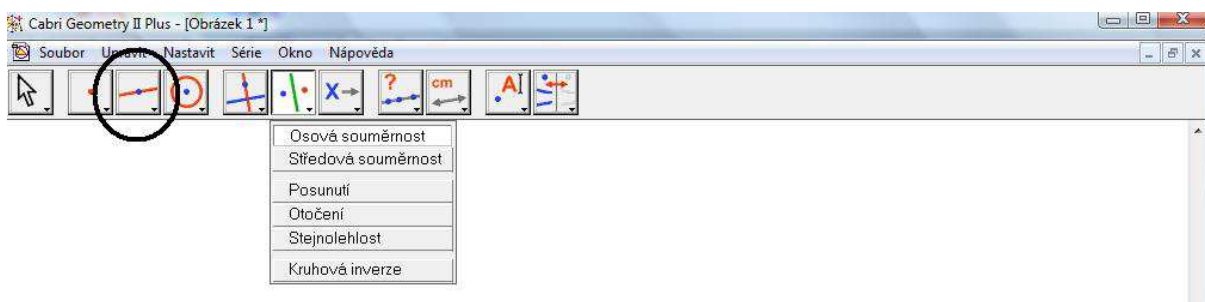 Cabri Geometry II Plus - [Obrázek 1 *]
Soubor Upravit Nastavit Série Okno Nápověda
X ? cm A
Osová souměrnost
Středová souměrnost
Posunutí
Otočení
Stejnolehlost
Kruhová inverze